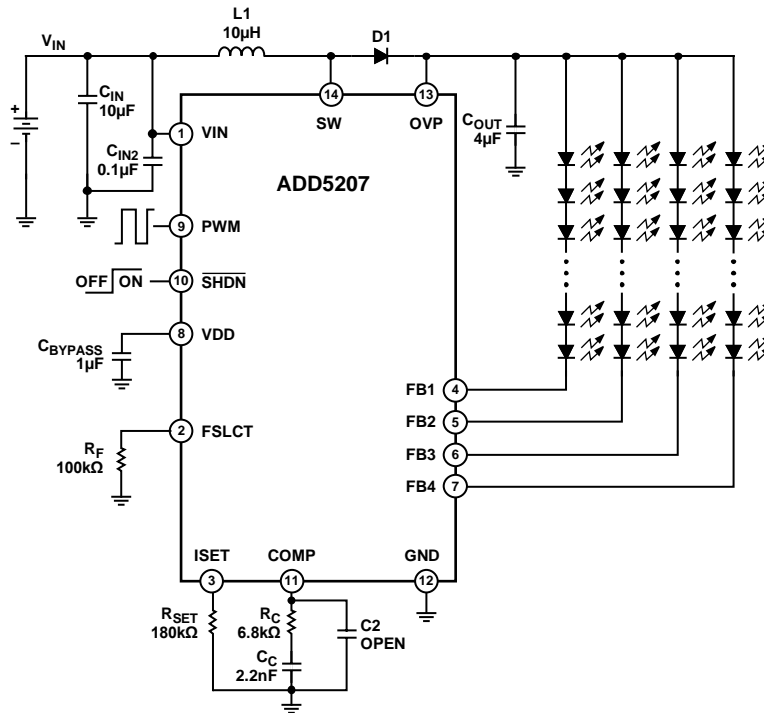 L1
10μH
V_IN
D1
+
–
C_IN
10μF
14
13
SW
OVP
C_OUT
4μF
1
VIN
C_IN2
0.1μF
ADD5207
9
PWM
OFF
ON
10
SHDN
8
VDD
C_BYPASS
1μF
FB1
4
FB2
5
2
FSLCT
R_F
100kΩ
FB3
6
FB4
7
ISET
COMP
GND
3
11
12
R_SET
180kΩ
R_C
6.8kΩ
C2
OPEN
C_C
2.2nF